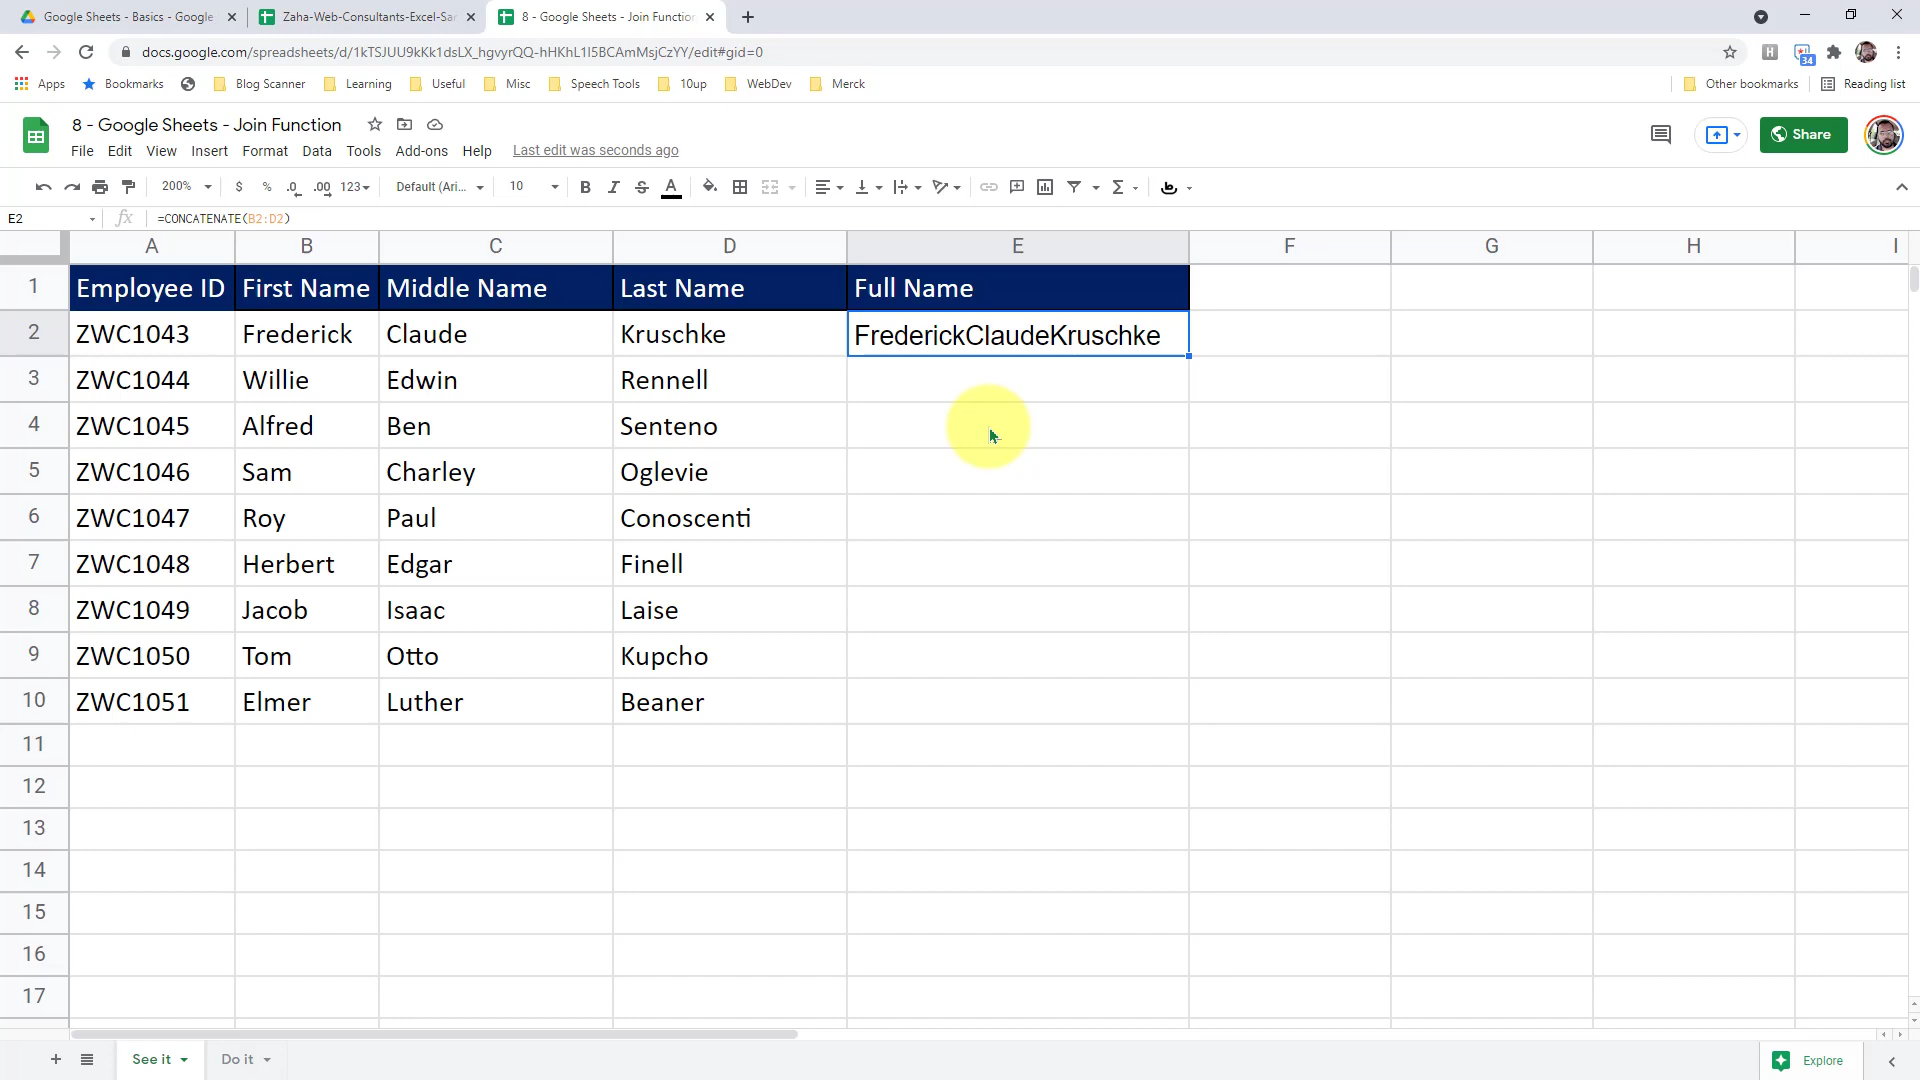 Google Sheets - Basics - Google
Zaha-Web-Consultants-Excel-Sar
8 - Google Sheets - Join Function
docs.google.com/spreadsheets/d/1kTSJUU9kKk1dsLX_hgvyrQQ-hHKhL1I5BCAmMsjCzYY/edit#gid=0
34
Apps Bookmarks Blog Scanner Learning Useful Misc Speech Tools 10up WebDev Merck Other bookmarks Reading list
8 - Google Sheets - Join Function
Share
File Edit View Insert Format Data Tools Add-ons Help Last edit was seconds ago
200% $ % .0 .00 123 Default (Ari... 10 B I S A
E2 fx =CONCATENATE(B2:D2)
A B C D E F G H I
1 Employee ID First Name Middle Name Last Name Full Name
2 ZWC1043 Frederick Claude Kruschke FrederickClaudeKruschke
3 ZWC1044 Willie Edwin Rennell
4 ZWC1045 Alfred Ben Senteno
5 ZWC1046 Sam Charley Oglevie
6 ZWC1047 Roy Paul Conoscenti
7 ZWC1048 Herbert Edgar Finell
8 ZWC1049 Jacob Isaac Laise
9 ZWC1050 Tom Otto Kupcho
10 ZWC1051 Elmer Luther Beaner
11
12
13
14
15
16
17
See it Do it Explore